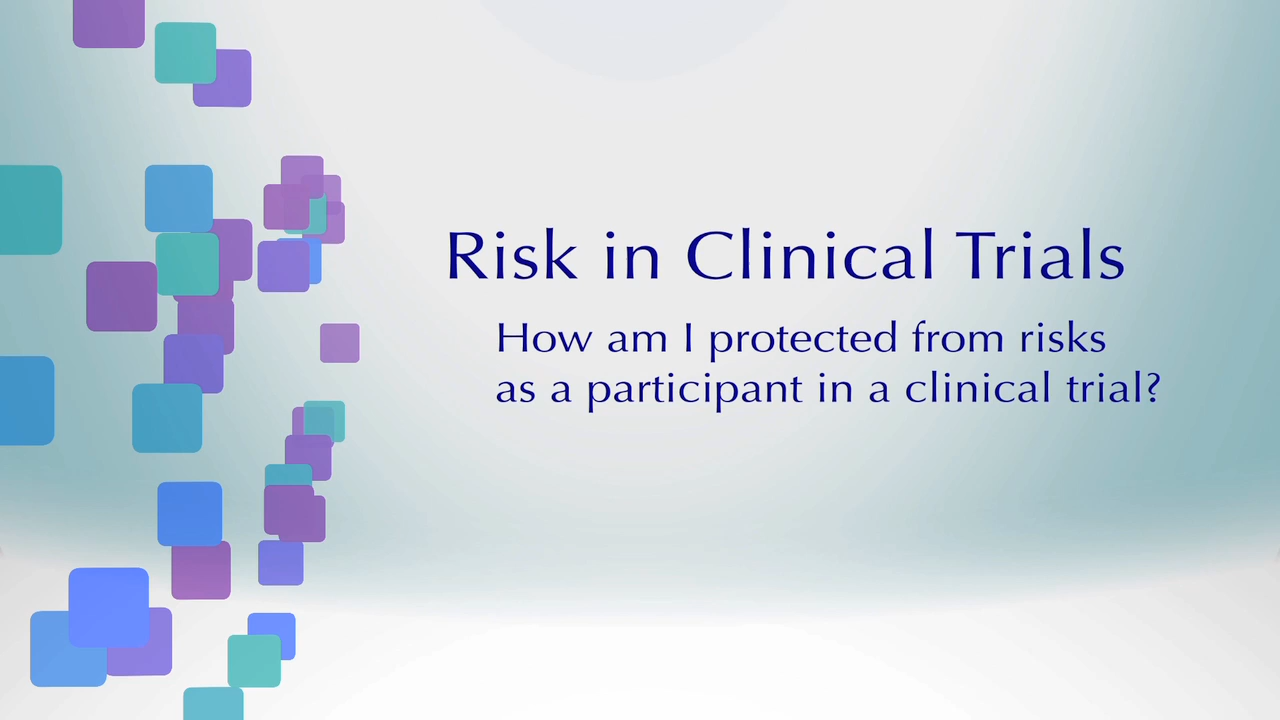 Risk in Clinical Trials
How am I protected from risks
as a participant in a clinical trial?